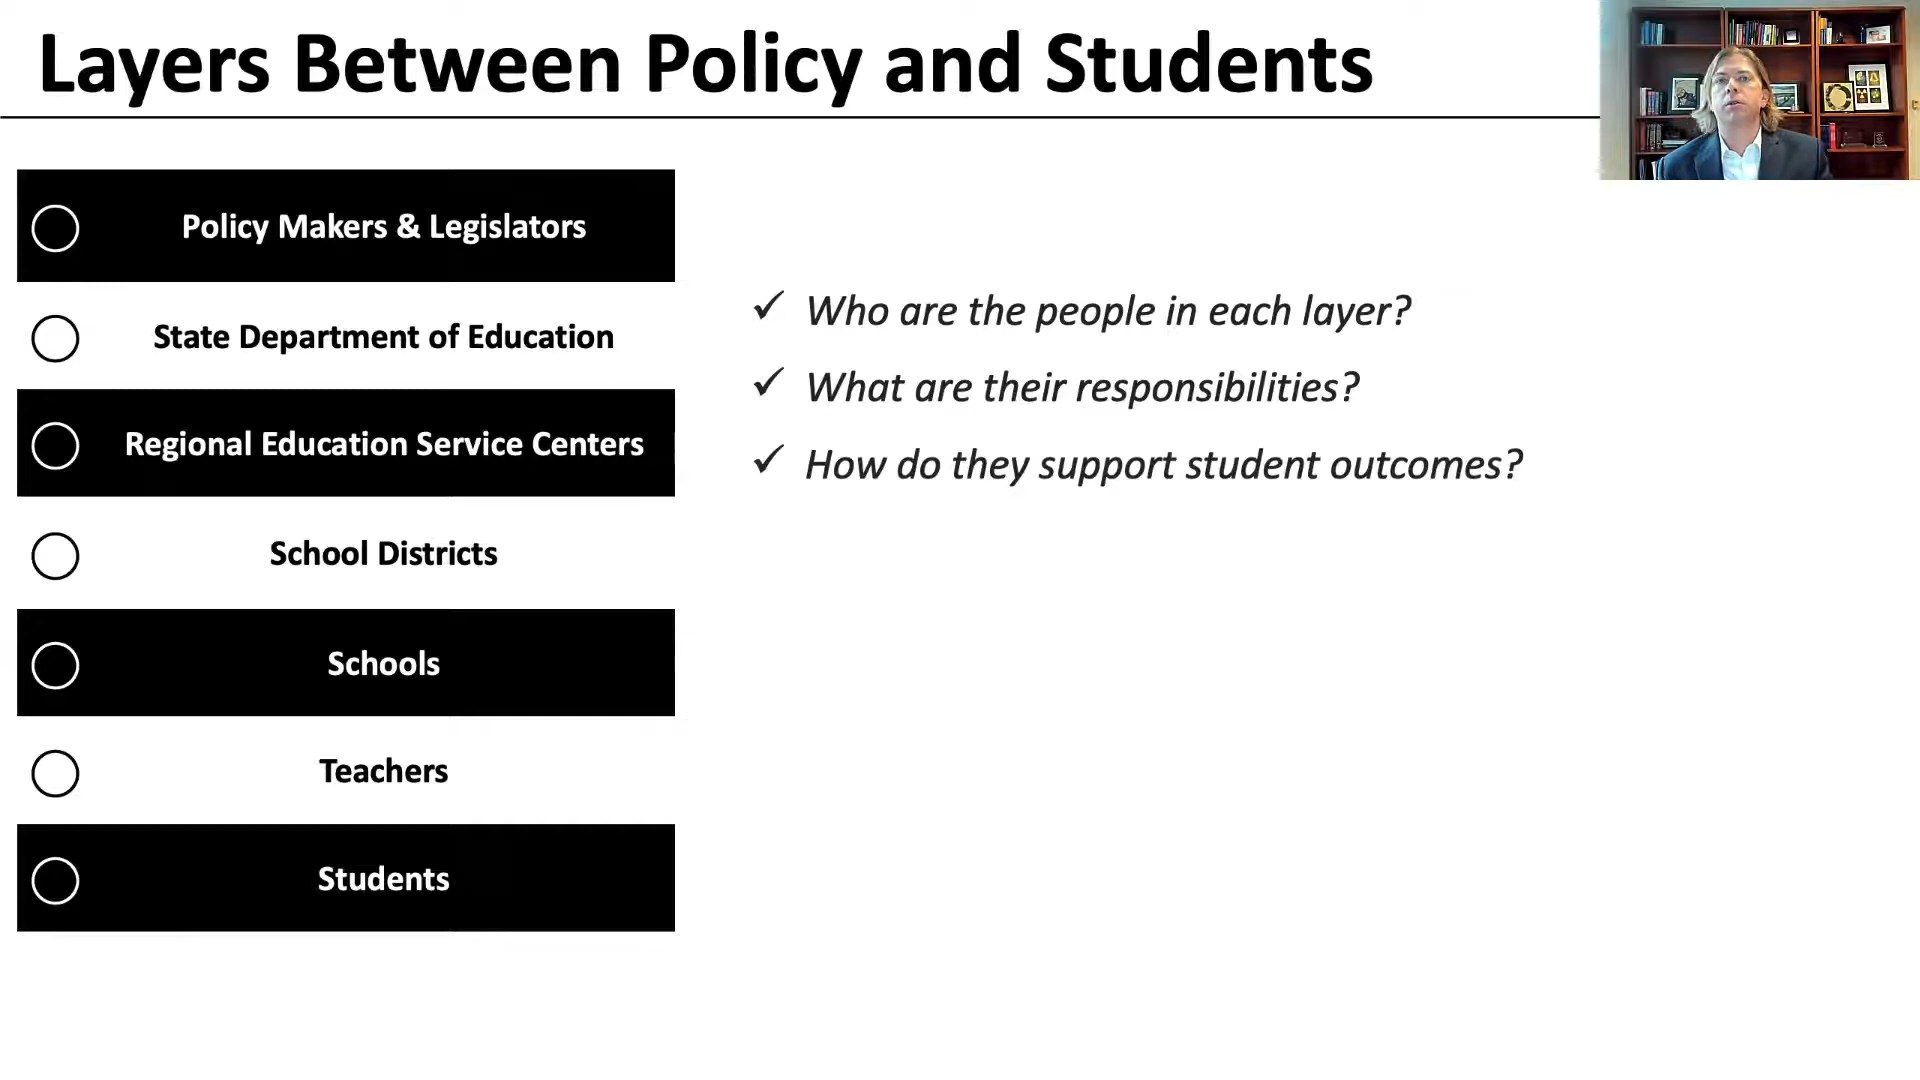 Layers Between Policy and Students
Policy Makers & Legislators
State Department of Education
Regional Education Service Centers
School Districts
Schools
Teachers
Students
✓ Who are the people in each layer?
✓ What are their responsibilities?
✓ How do they support student outcomes?